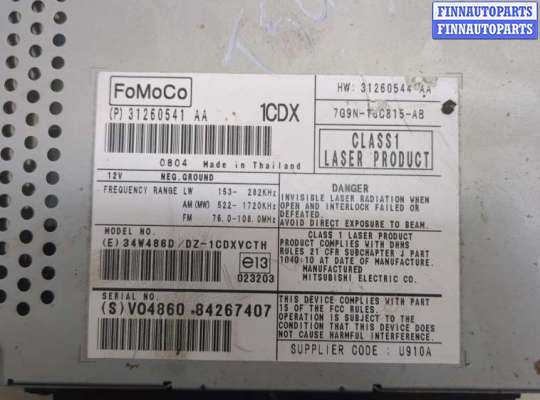 FINNAUTOPARTS
FINNAUTOPARTS
FINNAUTOPARTS
FoMoCo
(P) 31260541 AA
1CDX
0804 Made in Thailand
12V NEG.GROUND
FREQUENCY RANGE LW 153- 282KHz
AM (MW) 522- 1720KHz
FM 76.0-108.0MHz
MODEL NO.
(E) 34W486D/DZ-1CDXVCTH
e13
023203
SERIAL NO.
(S) V04860 84267407
HW: 31260544 AA
7G9N-18C815-AB
CLASS1
LASER PRODUCT
DANGER
INVISIBLE LASER RADIATION WHEN
OPEN AND INTERLOCK FAILED OR
DEFEATED.
AVOID DIRECT EXPOSURE TO BEAM.
CLASS 1 LASER PRODUCT
PRODUCT COMPLIES WITH DHHS
RULES 21 CFR SUBCHAPTER J PART
1040.10 AT DATE OF MANUFACTURE.
MANUFACTURED
MITSUBISHI ELECTRIC CO.
THIS DEVICE COMPLIES WITH PART
15 OF THE FCC RULES.
OPERATION IS SUBJECT TO THE
CONDITION THAT THIS DEVICE DOES
NOT CAUSE HARMFUL INTERFERENCE
SUPPLIER CODE : U910A